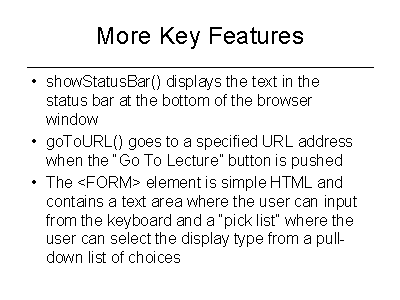 More Key Features
• showStatusBar() displays the text in the
status bar at the bottom of the browser
window
• goToURL() goes to a specified URL address
when the “Go To Lecture” button is pushed
• The <FORM> element is simple HTML and
contains a text area where the user can input
from the keyboard and a “pick list” where the
user can select the display type from a pull-
down list of choices